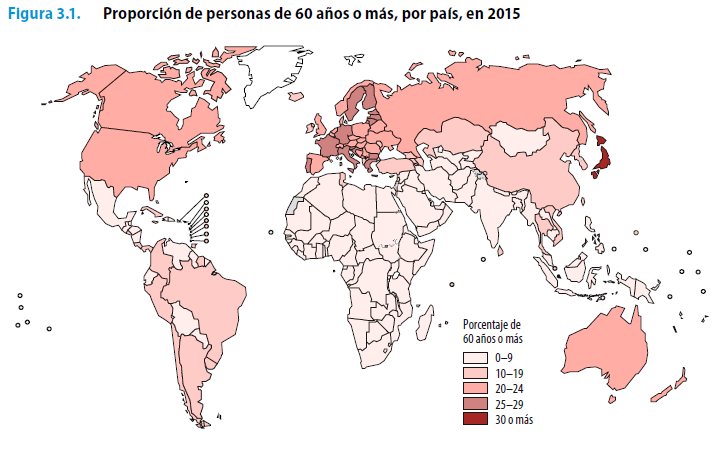 Figura 3.1. Proporción de personas de 60 años o más, por país, en 2015
Porcentaje de
60 años o más
0–9
10–19
20–24
25–29
30 o más